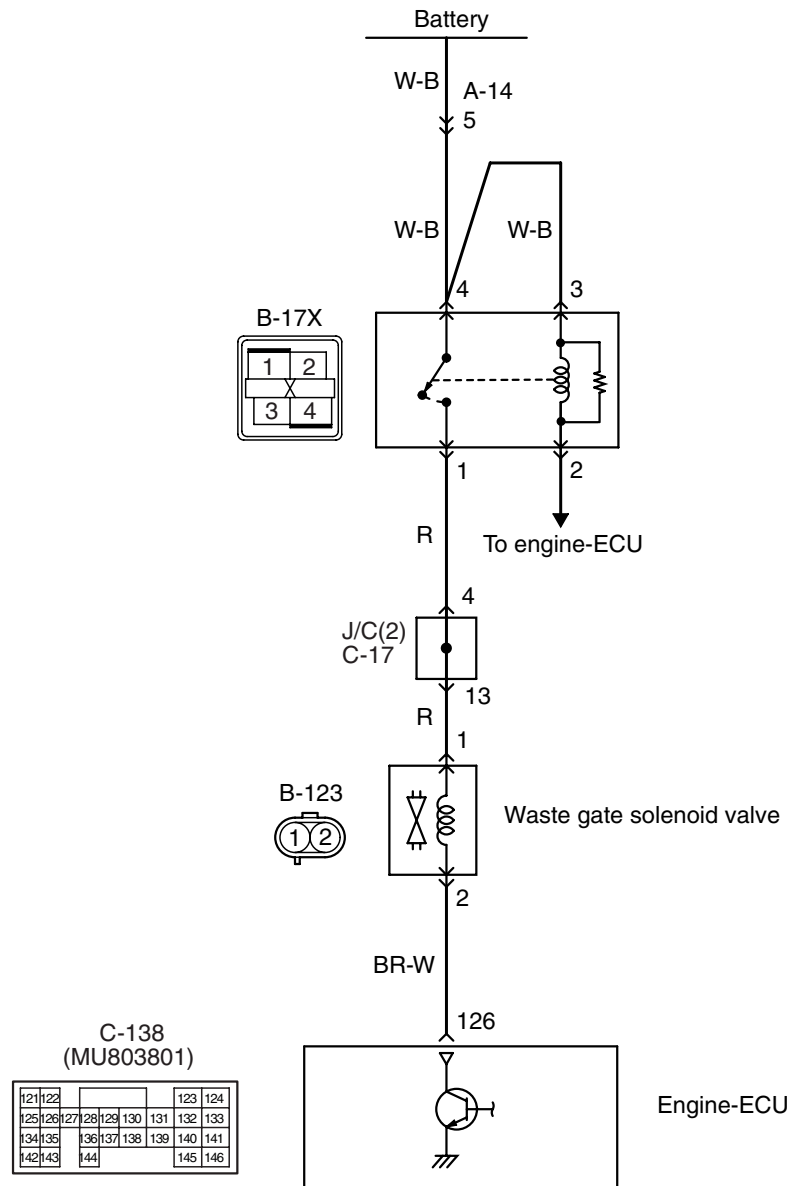 Battery
W-B
A-14
5
W-B
W-B
4
3
B-17X
1 2
3 4
1
2
R
To engine-ECU
4
J/C(2)
C-17
13
R
1
B-123
1 2
Waste gate solenoid valve
2
BR-W
126
C-138
(MU803801)
Engine-ECU
121 122 123 124
125 126 127 128 129 130 131 132 133
134 135 136 137 138 139 140 141
142 143 144 145 146